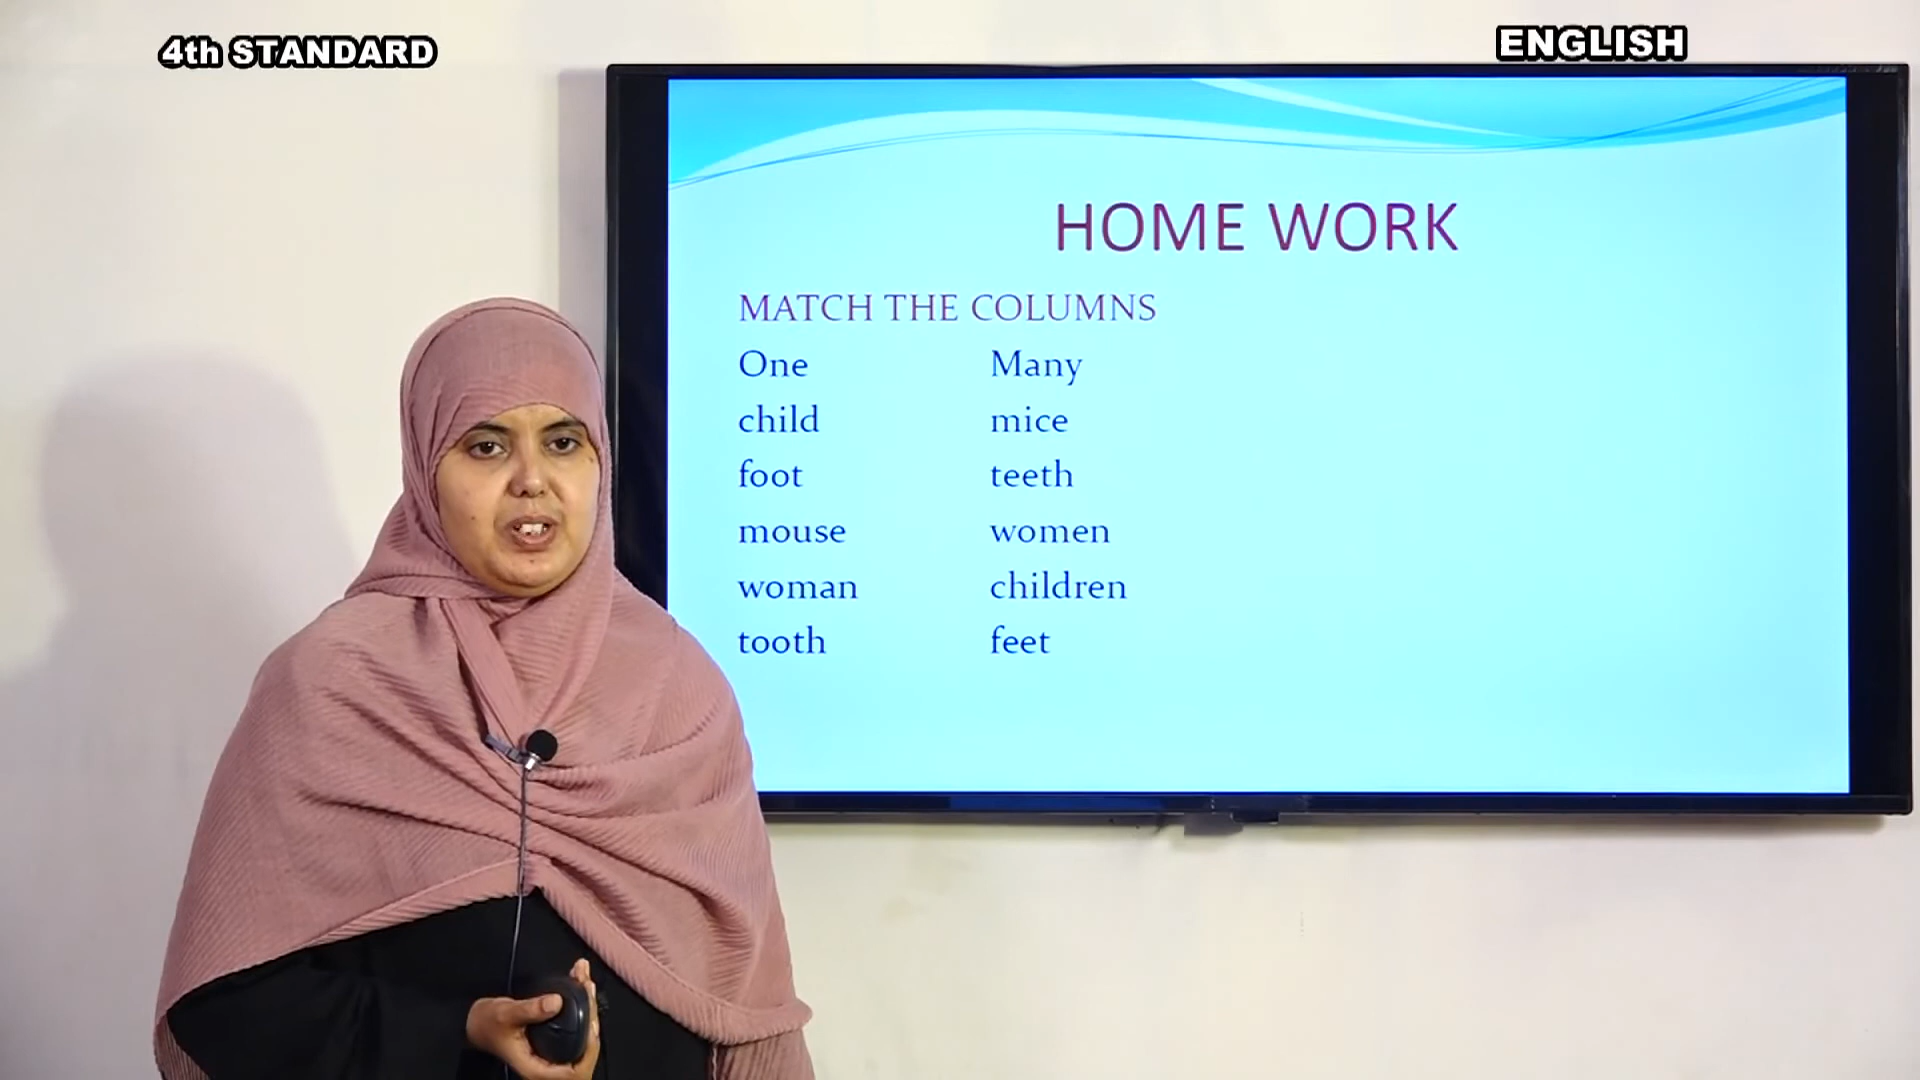 4th STANDARD
ENGLISH
HOME WORK
MATCH THE COLUMNS
One Many
child mice
foot teeth
mouse women
woman children
tooth feet